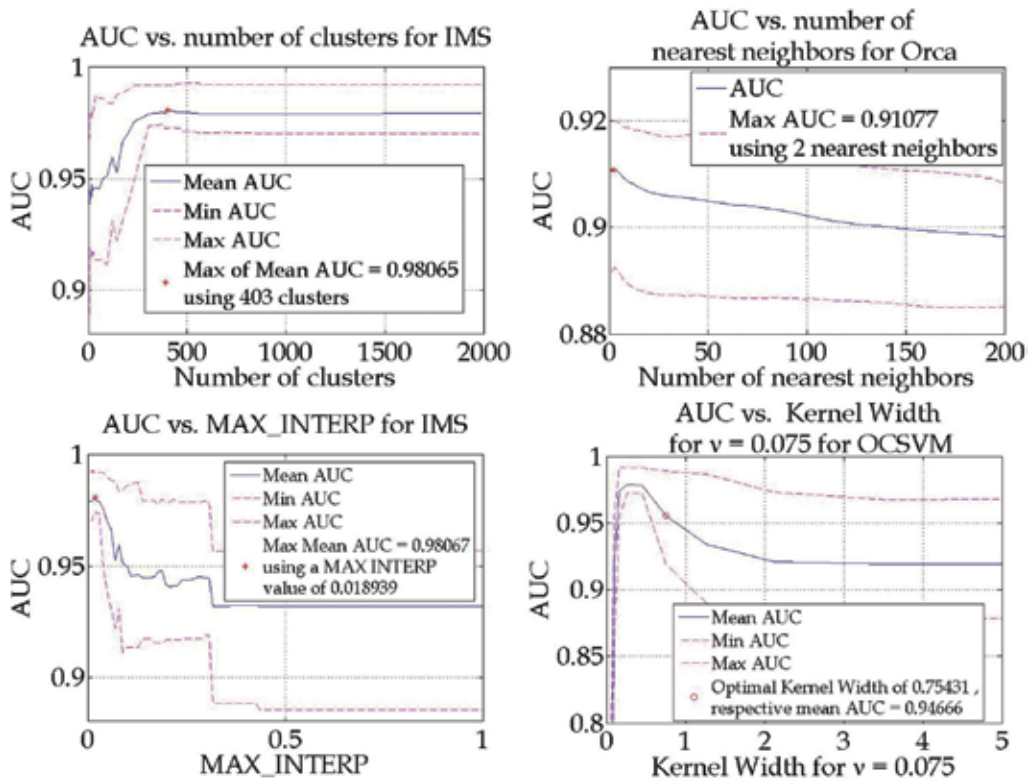 AUC vs. number of clusters for IMS
1
0.95
0.9
AUC
Mean AUC
Min AUC
Max AUC
Max of Mean AUC = 0.98065
using 403 clusters
0
500
1000
1500
2000
Number of clusters
AUC vs. number of
nearest neighbors for Orca
0.92
0.9
0.88
AUC
AUC
Max AUC = 0.91077
using 2 nearest neighbors
0
50
100
150
200
Number of nearest neighbors
AUC vs. MAX_INTERP for IMS
1
0.95
0.9
AUC
Mean AUC
Min AUC
Max AUC
Max Mean AUC = 0.98067
using a MAX INTERP
value of 0.018939
0
0.5
1
MAX_INTERP
AUC vs. Kernel Width
for ν = 0.075 for OCSVM
1
0.95
0.9
0.85
0.8
AUC
Mean AUC
Min AUC
Max AUC
Optimal Kernel Width of 0.75431 ,
respective mean AUC = 0.94666
0
1
2
3
4
5
Kernel Width for ν = 0.075